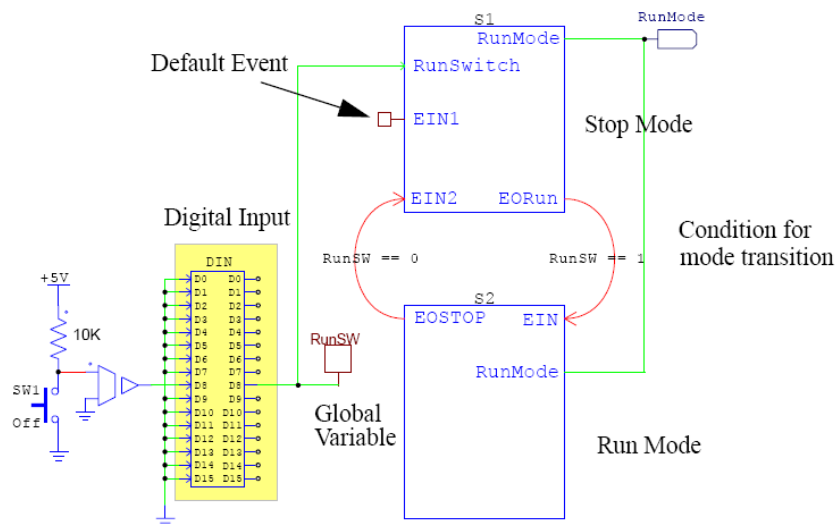 S1
RunMode
RunMode
Default Event
RunSwitch
EIN1
Stop Mode
EIN2
EORun
Digital Input
Condition for
mode transition
DIN
RunSW == 0
RunSW == 1
+5V
D0 D0
D1 D1
D2 D2
D3 D3
D4 D4
D5 D5
D6 D6
D7 D7
D8 D8
D9 D9
D10 D10
D11 D11
D12 D12
D13 D13
D14 D14
D15 D15
S2
EOSTOP
EIN
10K
RunSW
RunMode
SW1
Off
Global
Variable
Run Mode